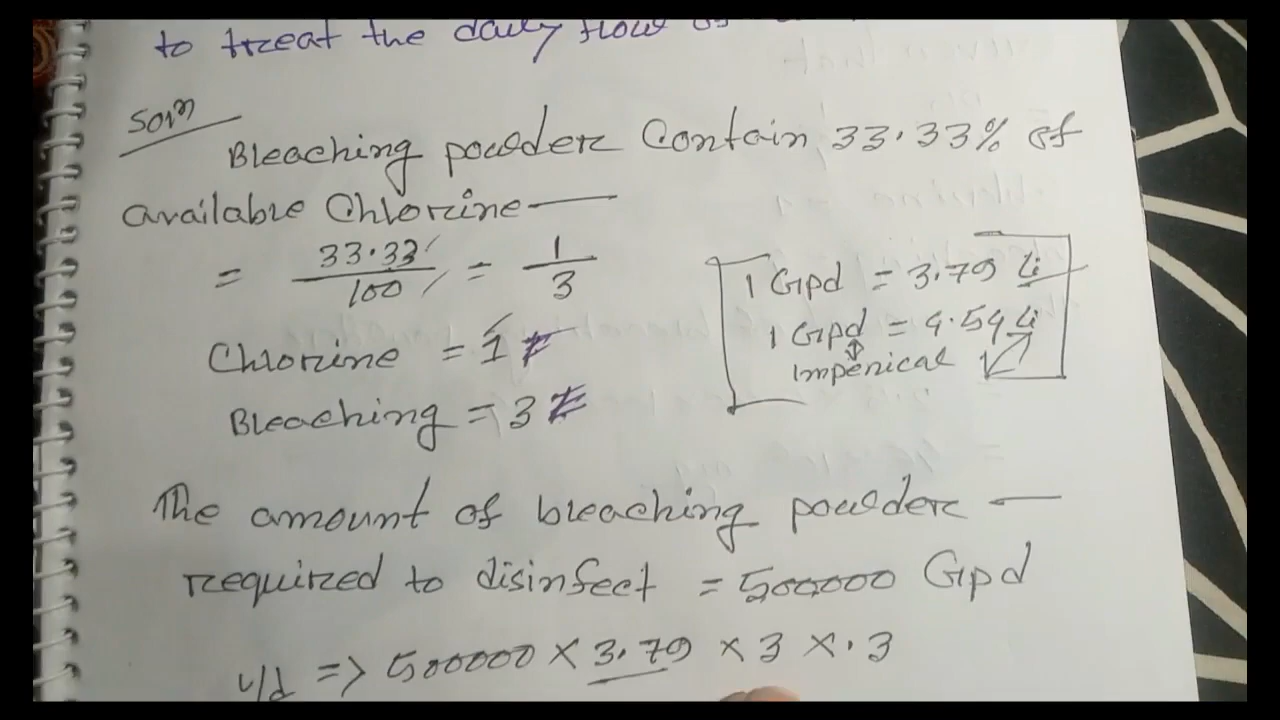 to treat the daily flow of
Soln
Bleaching powder Contain 33.33% of
available Chlorine
= 33.33/100 = 1/3
1 Gpd = 3.79 Li
1 Gpd = 4.54 Li
Impenical
Chlorine = 1
Bleaching = 3
The amount of bleaching powder
required to disinfect = 500000 Gpd
L/d => 500000 × 3.79 × 3 × .3